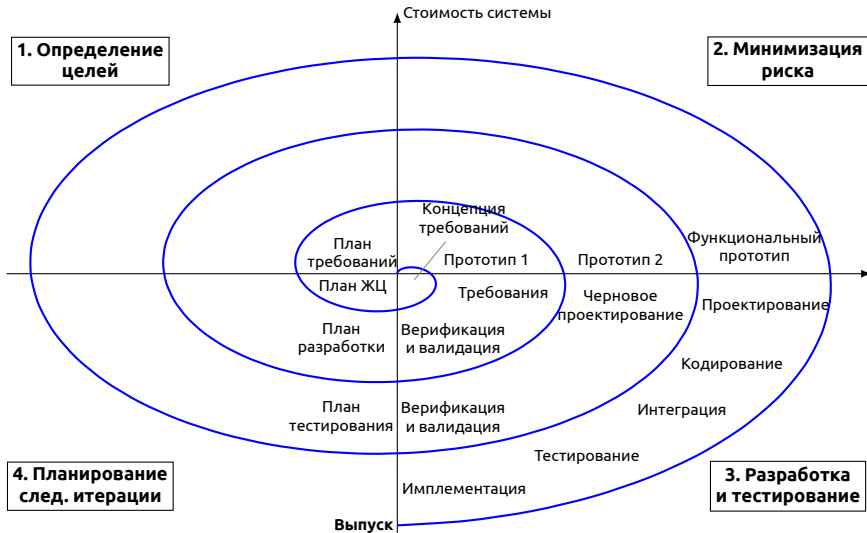 Стоимость системы
1. Определение
целей
2. Минимизация
риска
Концепция
требований
План
требований
Прототип 1
Прототип 2
Функциональный
прототип
План ЖЦ
Требования
Черновое
проектирование
Проектирование
План
разработки
Верификация
и валидация
Кодирование
План
тестирования
Верификация
и валидация
Интеграция
Тестирование
4. Планирование
след. итерации
Имплементация
3. Разработка
и тестирование
Выпуск